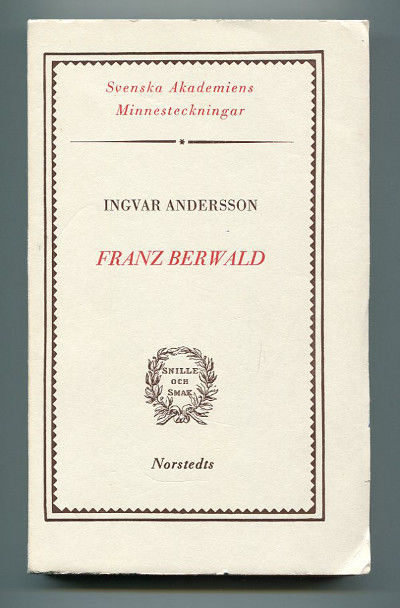 Svenska Akademiens
Minnesteckningar
INGVAR ANDERSSON
FRANZ BERWALD
SNILLE
OCH
SMAK
Norstedts